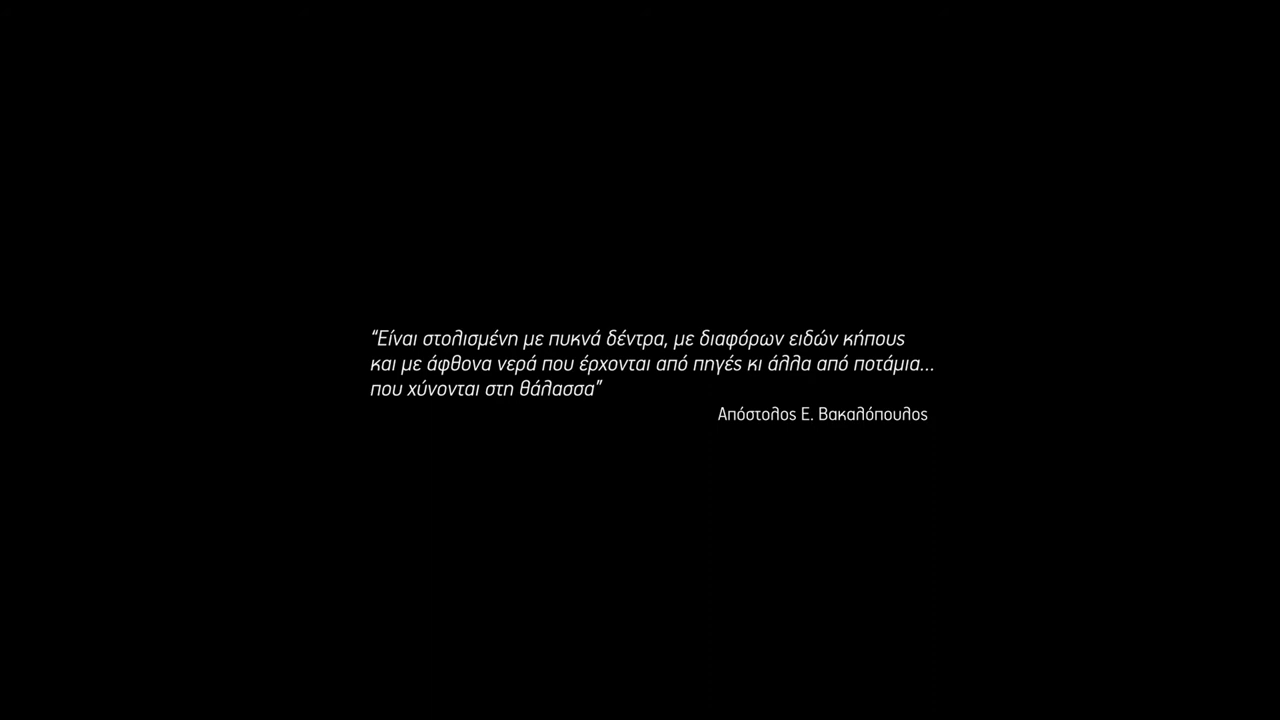 “Είναι στολισμένη με πυκνά δέντρα, με διαφόρων ειδών κήπους
και με άφθονα νερά που έρχονται από πηγές κι άλλα από ποτάμια...
που χύνονται στη θάλασσα”
Απόστολος Ε. Βακαλόπουλος